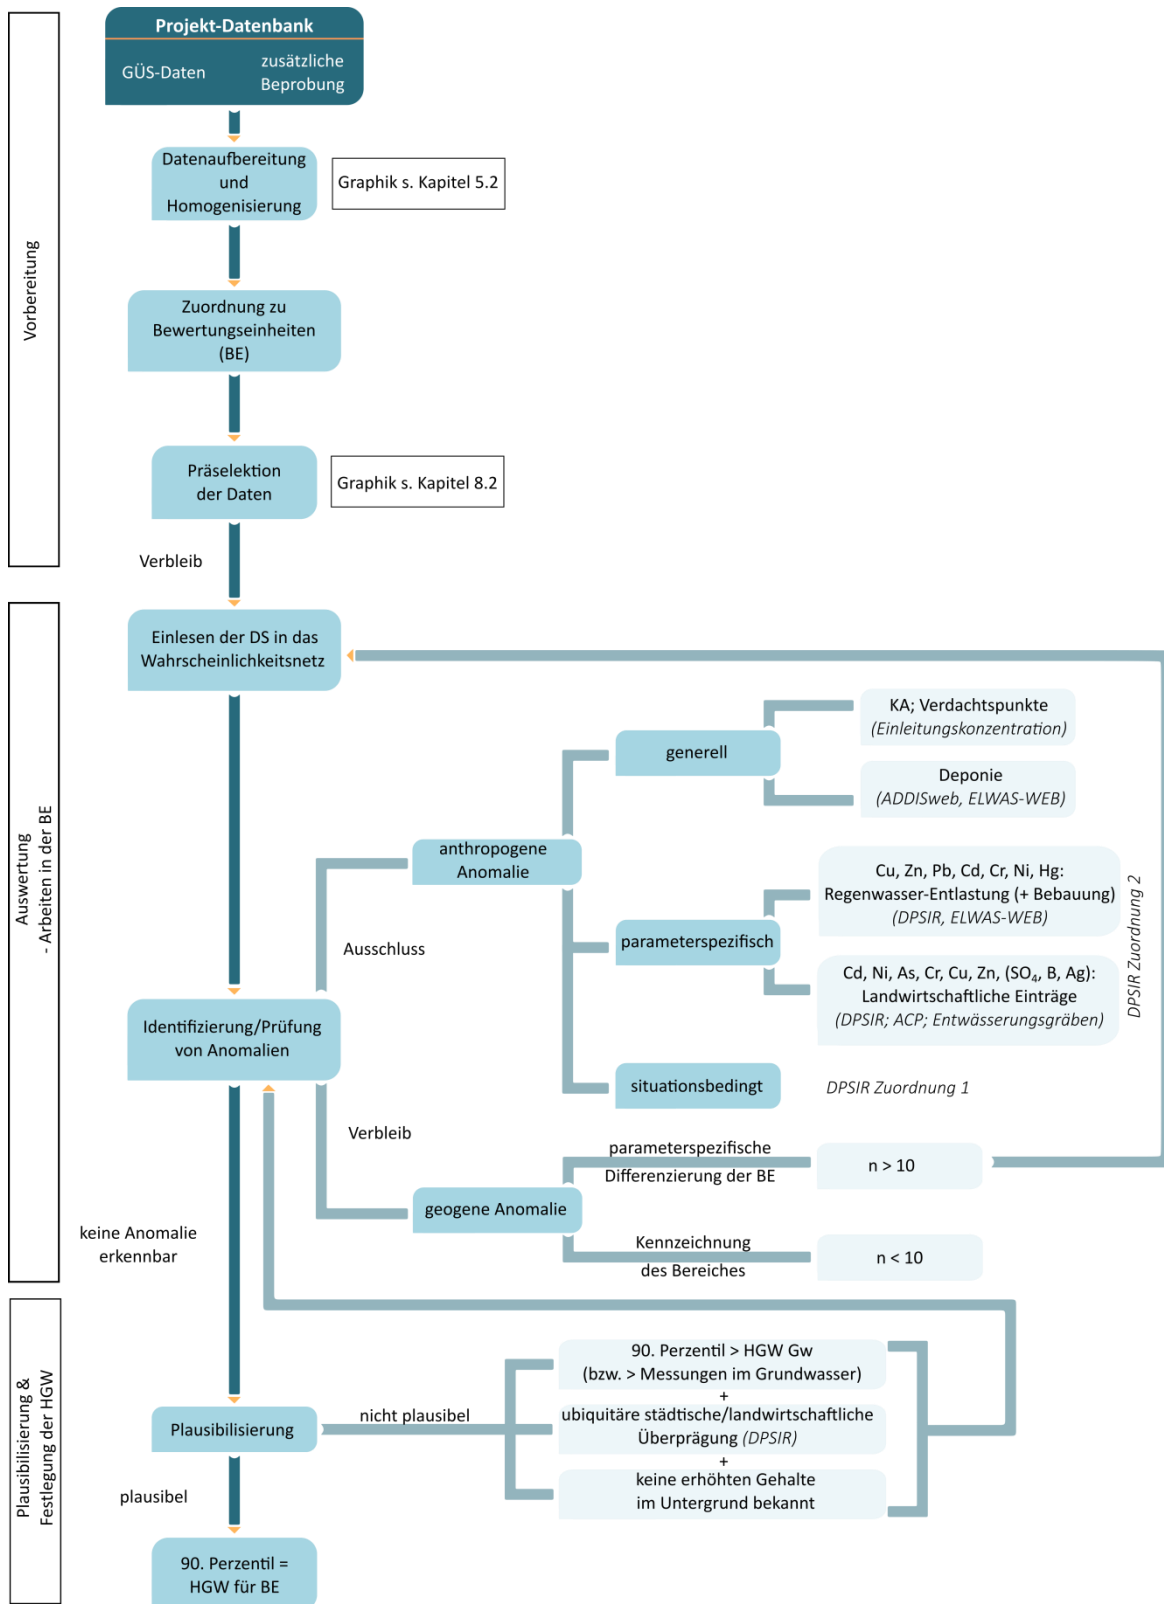 Projekt-Datenbank
GÜS-Daten
zusätzliche
Beprobung
Vorbereitung
Datenaufbereitung
und
Homogenisierung
Graphik s. Kapitel 5.2
Zuordnung zu
Bewertungseinheiten
(BE)
Präselektion
der Daten
Graphik s. Kapitel 8.2
Verbleib
Auswertung
- Arbeiten in der BE
Einlesen der DS in das
Wahrscheinlichkeitsnetz
KA; Verdachtspunkte
(Einleitungskonzentration)
generell
Deponie
(ADDISweb, ELWAS-WEB)
anthropogene
Anomalie
Cu, Zn, Pb, Cd, Cr, Ni, Hg:
Regenwasser-Entlastung (+ Bebauung)
(DPSIR, ELWAS-WEB)
Ausschluss
parameterspezifisch
DPSIR Zuordnung 2
Cd, Ni, As, Cr, Cu, Zn, (SO₄, B, Ag):
Landwirtschaftliche Einträge
(DPSIR; ACP; Entwässerungsgräben)
Identifizierung/Prüfung
von Anomalien
situationsbedingt
DPSIR Zuordnung 1
Verbleib
parameterspezifische
Differenzierung der BE
n > 10
geogene Anomalie
keine Anomalie
erkennbar
Kennzeichnung
des Bereiches
n < 10
Plausibilisierung &
Festlegung der HGW
90. Perzentil > HGW Gw
(bzw. > Messungen im Grundwasser)
+
Plausibilisierung
nicht plausibel
ubiquitäre städtische/landwirtschaftliche
Überprägung (DPSIR)
+
keine erhöhten Gehalte
im Untergrund bekannt
plausibel
90. Perzentil =
HGW für BE